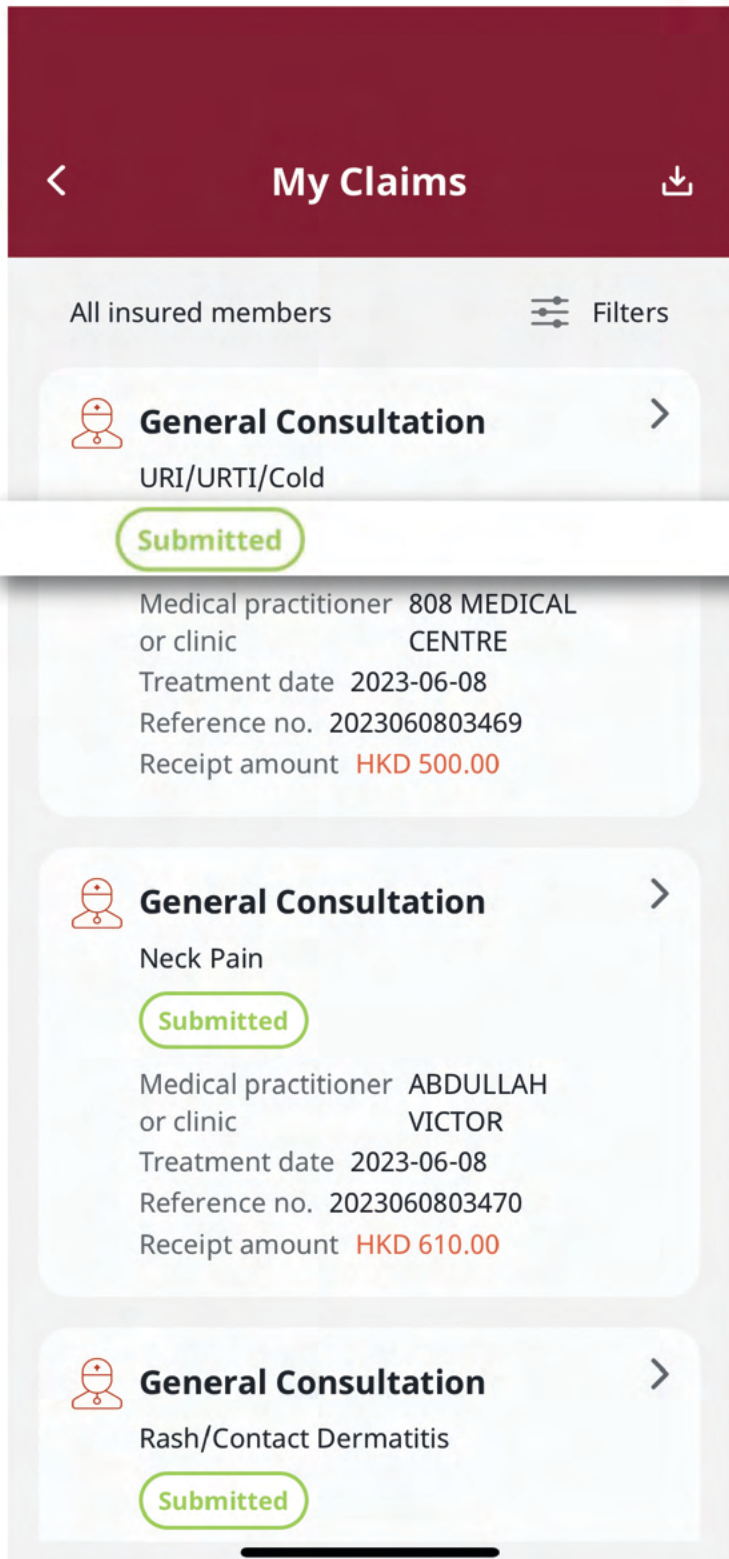 My Claims
All insured members Filters
General Consultation
URI/URTI/Cold
Submitted
Medical practitioner 808 MEDICAL
or clinic CENTRE
Treatment date 2023-06-08
Reference no. 2023060803469
Receipt amount HKD 500.00
General Consultation
Neck Pain
Submitted
Medical practitioner ABDULLAH
or clinic VICTOR
Treatment date 2023-06-08
Reference no. 2023060803470
Receipt amount HKD 610.00
General Consultation
Rash/Contact Dermatitis
Submitted